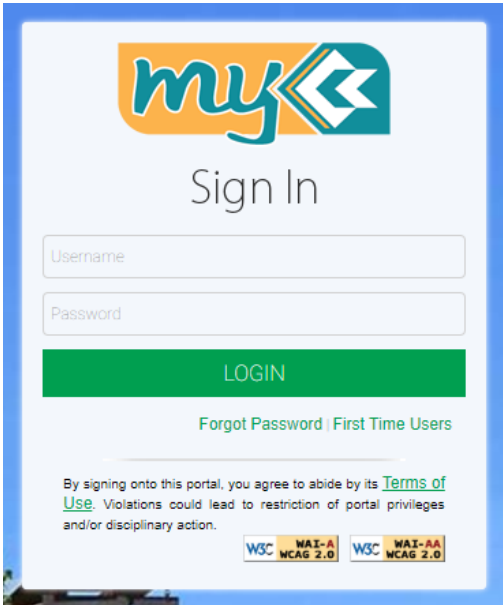 my
Sign In
Username
Password
LOGIN
Forgot Password | First Time Users
By signing onto this portal, you agree to abide by its Terms of
Use. Violations could lead to restriction of portal privileges
and/or disciplinary action.
W3C WAI-A WCAG 2.0 W3C WAI-AA WCAG 2.0